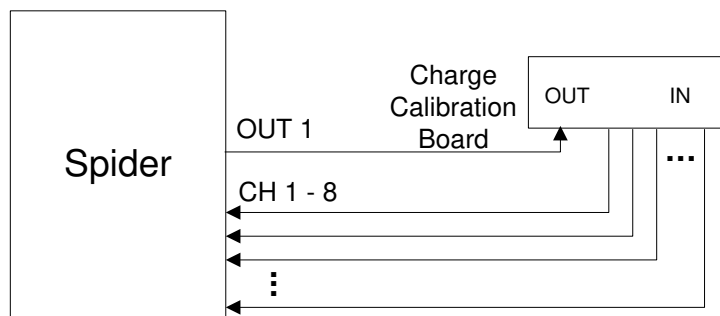 Spider
OUT 1
CH 1 - 8
Charge
Calibration
Board
OUT
IN
...
⋮